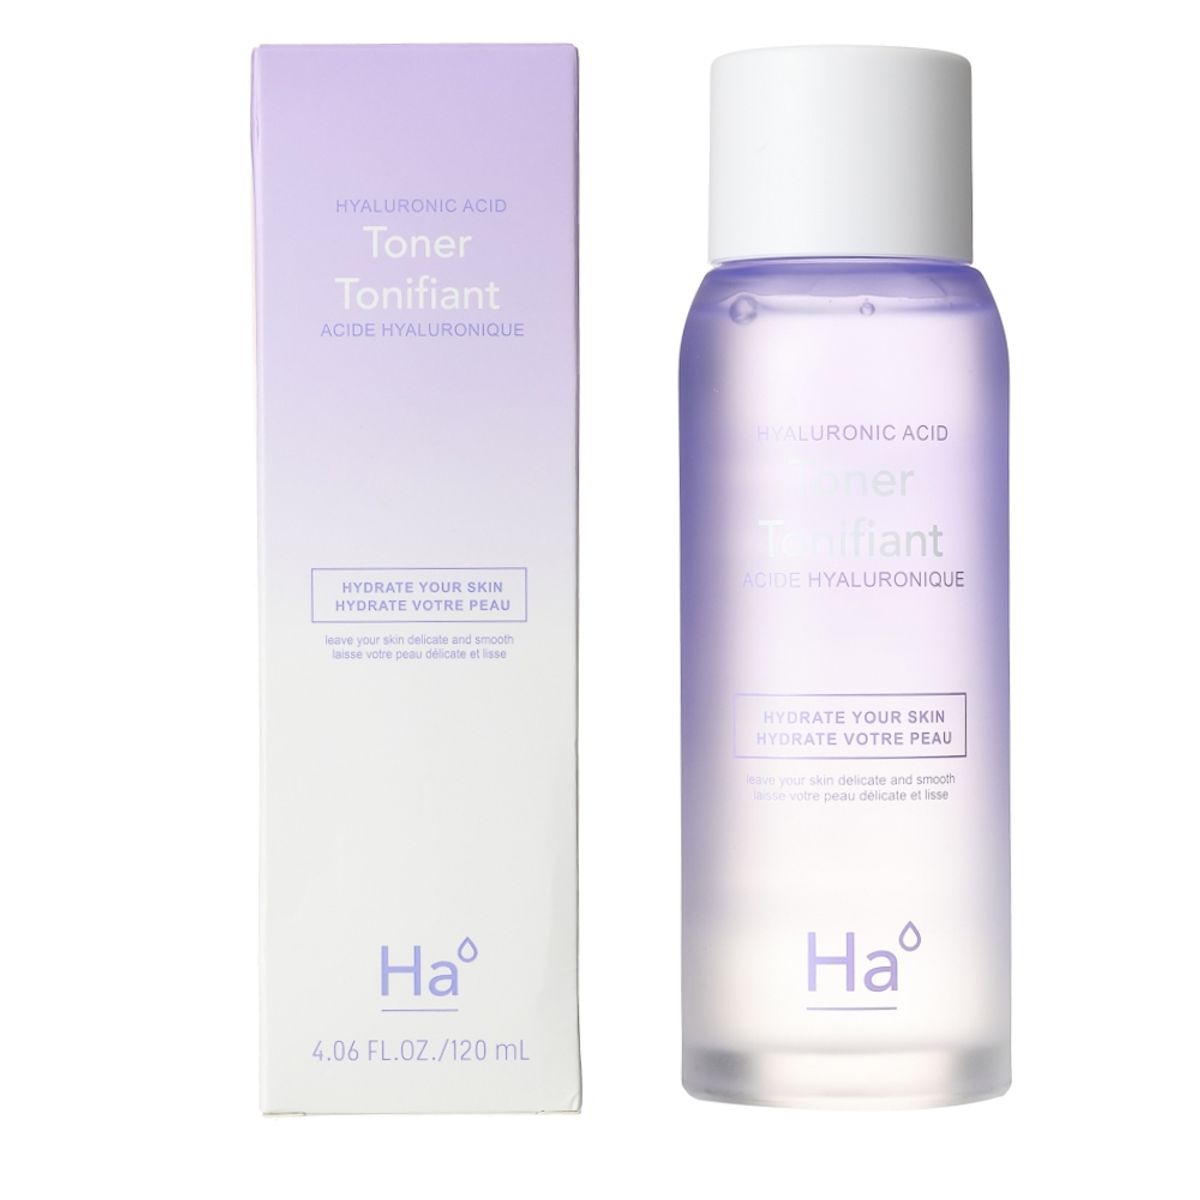 HYALURONIC ACID
Toner
Tonifiant
ACIDE HYALURONIQUE
HYDRATE YOUR SKIN
HYDRATE VOTRE PEAU
leave your skin delicate and smooth
laisse votre peau délicate et lisse
Ha
4.06 FL.OZ./120 mL
HYALURONIC ACID
Toner
Tonifiant
ACIDE HYALURONIQUE
HYDRATE YOUR SKIN
HYDRATE VOTRE PEAU
leave your skin delicate and smooth
laisse votre peau délicate et lisse
Ha